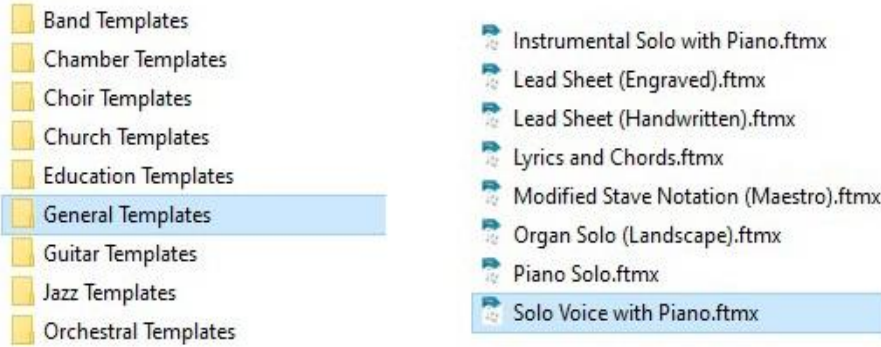 Band Templates
Chamber Templates
Choir Templates
Church Templates
Education Templates
General Templates
Guitar Templates
Jazz Templates
Orchestral Templates
Instrumental Solo with Piano.ftmx
Lead Sheet (Engraved).ftmx
Lead Sheet (Handwritten).ftmx
Lyrics and Chords.ftmx
Modified Stave Notation (Maestro).ftmx
Organ Solo (Landscape).ftmx
Piano Solo.ftmx
Solo Voice with Piano.ftmx